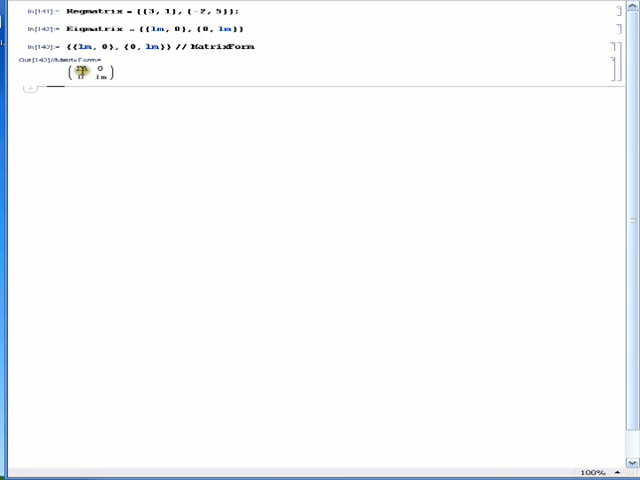 In[141]:= Regmatrix = {{3, 1}, {-2, 5}};
In[142]:= Eigmatrix = {{lm, 0}, {0, lm}}
In[143]:= {{lm, 0}, {0, lm}} // MatrixForm
Out[143]//MatrixForm=
lm 0
0 lm
100%